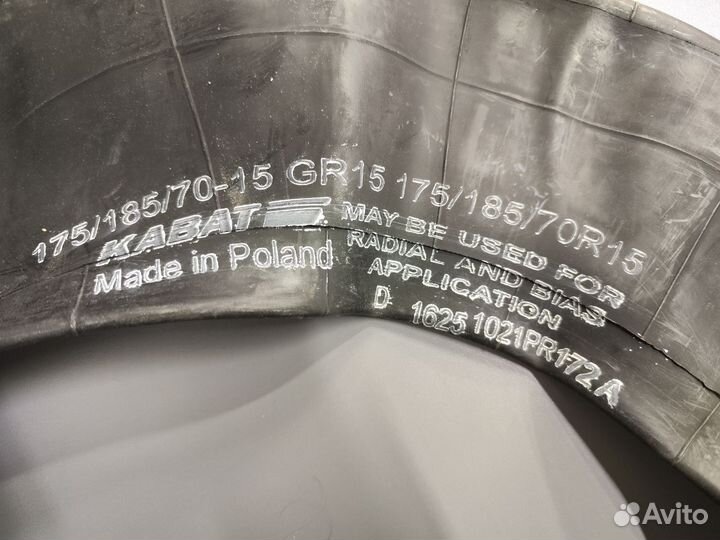 175/185/70-15 GR15 175/185/70R15
KABAT
Made in Poland
MAY BE USED FOR
RADIAL AND BIAS
APPLICATION
D 1625 1021PR172A
Avito